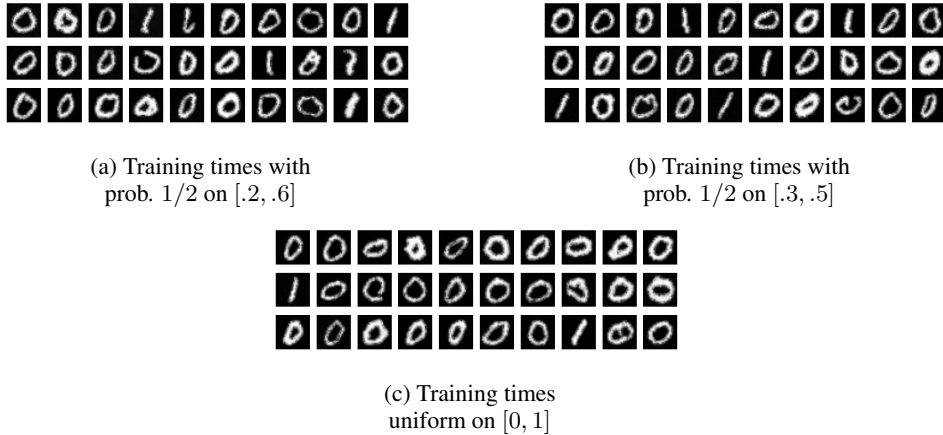 (a) Training times with
prob. 1/2 on [.2, .6]
(b) Training times with
prob. 1/2 on [.3, .5]
(c) Training times
uniform on [0, 1]